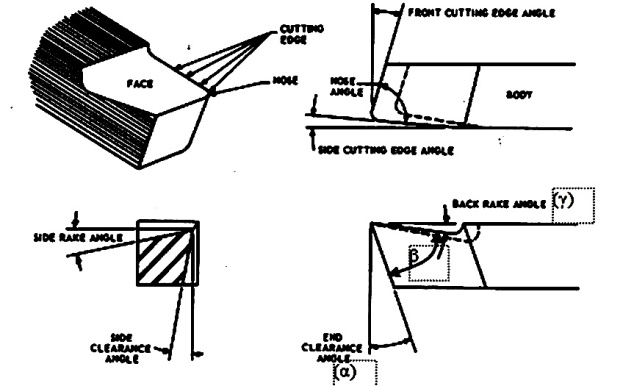 CUTTING
EDGE
FACE
NOSE
FRONT CUTTING EDGE ANGLE
NOSE
ANGLE
BODY
SIDE CUTTING EDGE ANGLE
SIDE RAKE ANGLE
SIDE
CLEARANCE
ANGLE
BACK RAKE ANGLE (γ)
β
END
CLEARANCE
ANGLE
(α)